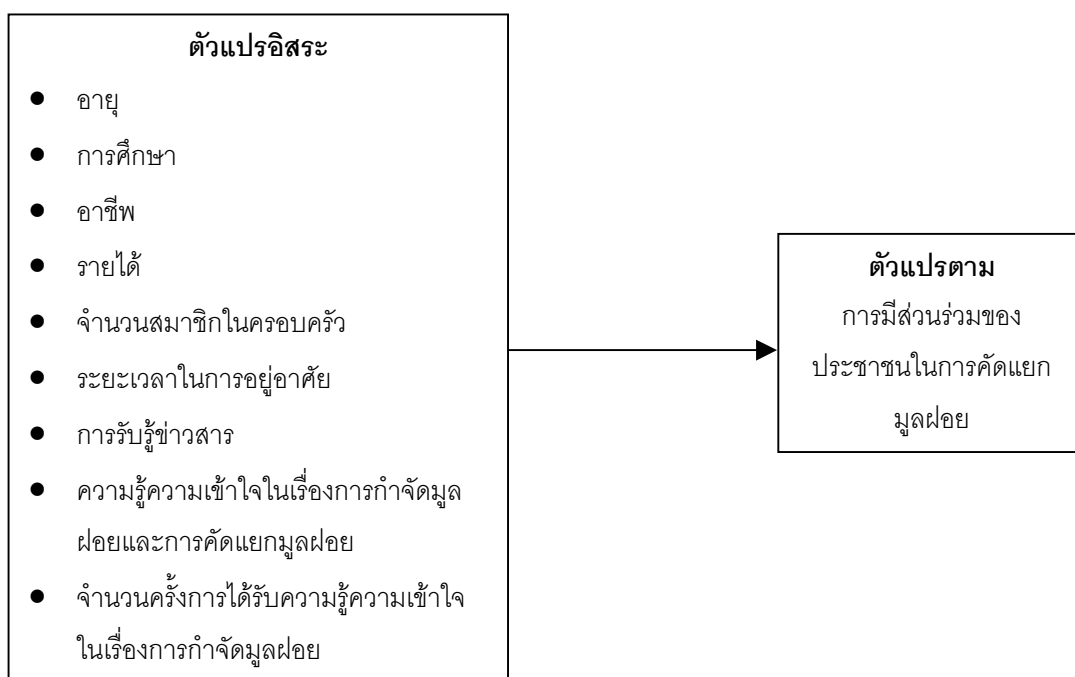 ตัวแปรอิสระ
● อายุ
● การศึกษา
● อาชีพ
● รายได้
● จำนวนสมาชิกในครอบครัว
● ระยะเวลาในการอยู่อาศัย
● การรับรู้ข่าวสาร
● ความรู้ความเข้าใจในเรื่องการกำจัดมูล
ฝอยและการคัดแยกมูลฝอย
● จำนวนครั้งการได้รับความรู้ความเข้าใจ
ในเรื่องการกำจัดมูลฝอย
ตัวแปรตาม
การมีส่วนร่วมของ
ประชาชนในการคัดแยก
มูลฝอย